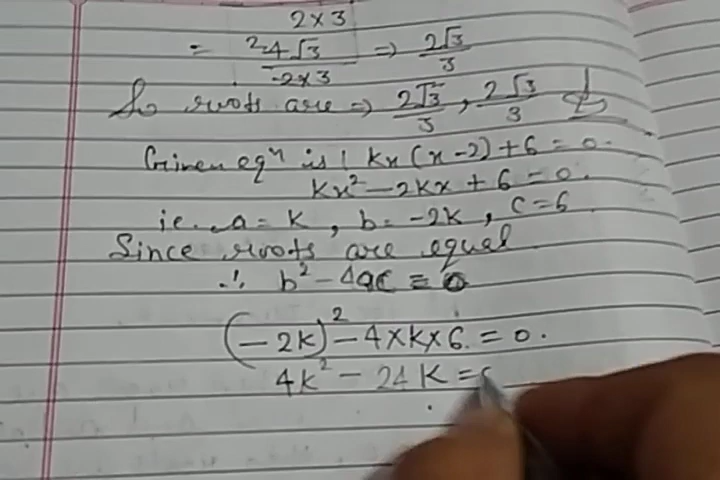 2×3
= 2-4√3/-2×3 ⇒ 2√3/3
So roots are ⇒ 2√3/3, 2√3/3
Given eqⁿ is | Kx(x-2)+6=0.
Kx²-2Kx+6=0.
ie. a=K, b=-2K, c=6
Since roots are equal
∴ b²-4ac=0
(-2K)²-4×K×6=0.
4K²-24K=